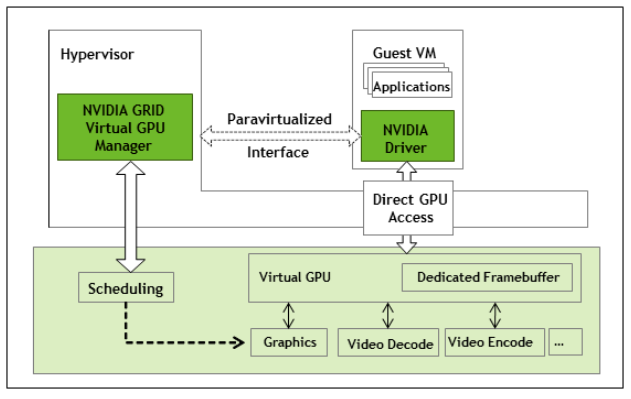 Hypervisor
Guest VM
Applications
NVIDIA GRID
Virtual GPU
Manager
Paravirtualized
Interface
NVIDIA
Driver
Direct GPU
Access
Scheduling
Virtual GPU
Dedicated Framebuffer
Graphics
Video Decode
Video Encode
...